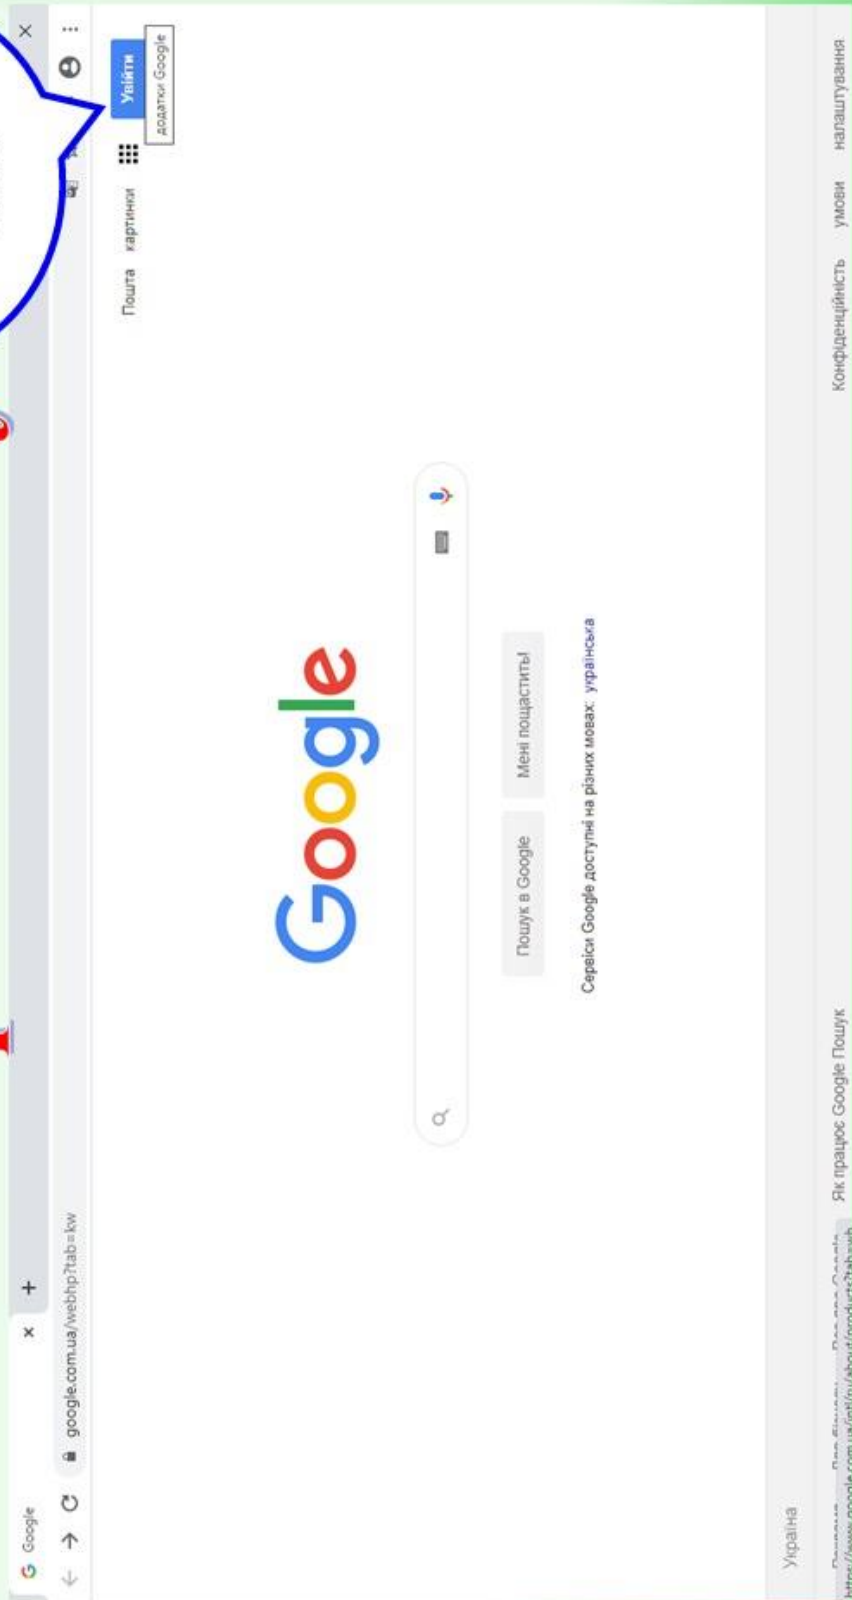 Google
google.com.ua/webhp?tab=kw
Пошта картинки Увійти
додатки Google
Google
Пошук в Google Мені пощастить!
Сервіси Google доступні на різних мовах: українська
Україна
Як працює Google Пошук Конфіденційність умови налаштування